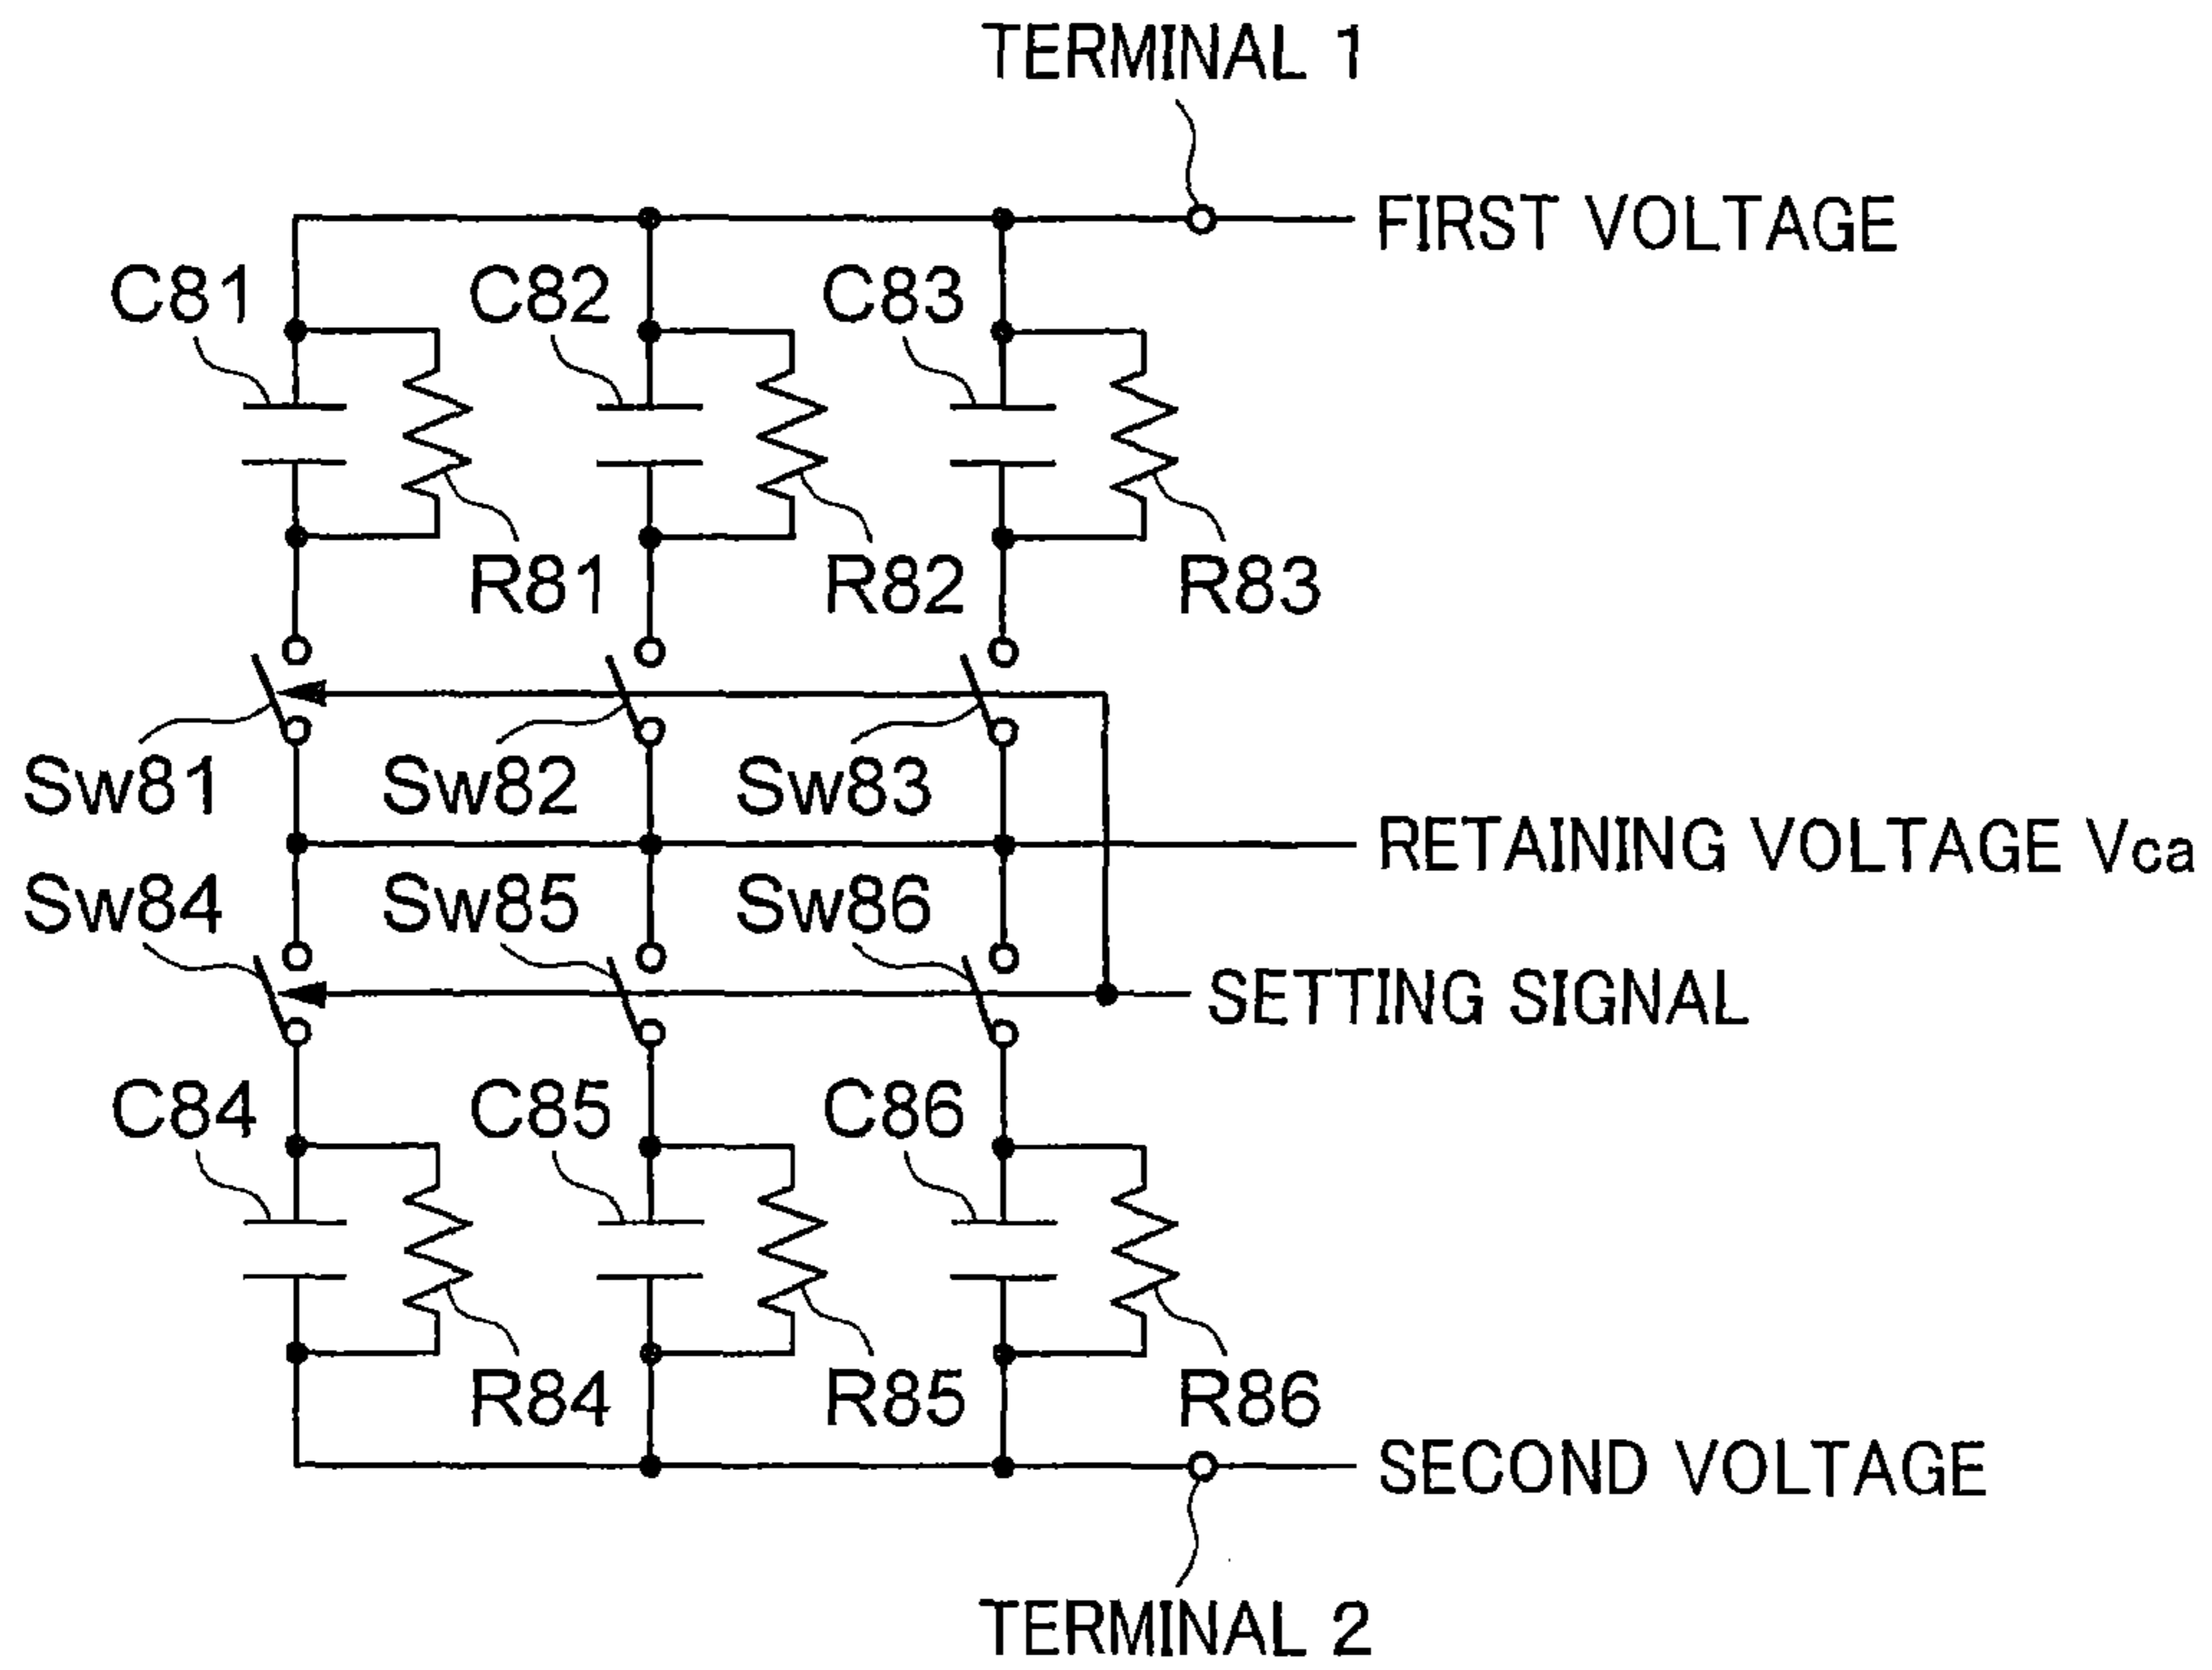 TERMINAL 1
FIRST VOLTAGE
C81
C82
C83
R81
R82
R83
Sw81
Sw82
Sw83
RETAINING VOLTAGE Vca
Sw84
Sw85
Sw86
SETTING SIGNAL
C84
C85
C86
R84
R85
R86
SECOND VOLTAGE
TERMINAL 2